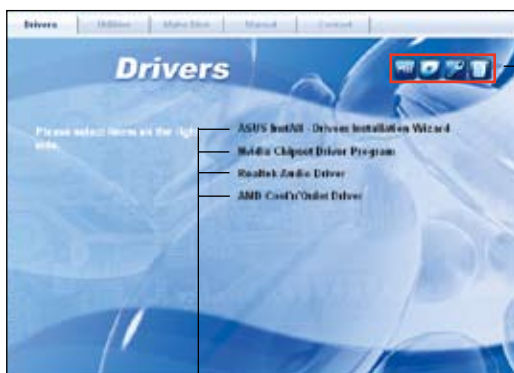 Drivers Utilities Make Disk Manual Contact
Drivers
Please select items on the right
side.
ASUS InstAll - Drivers Installation Wizard
Nvidia Chipset Driver Program
Realtek Audio Driver
AMD Cool'n'Quiet Driver